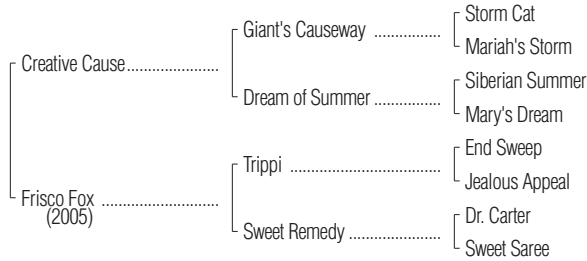 Storm Cat
Giant's Causeway ..................
Mariah's Storm
Creative Cause.....................
Siberian Summer
Dream of Summer ................
Mary's Dream
End Sweep
Trippi ................................
Jealous Appeal
Frisco Fox ..........................
(2005)
Dr. Carter
Sweet Remedy ....................
Sweet Saree